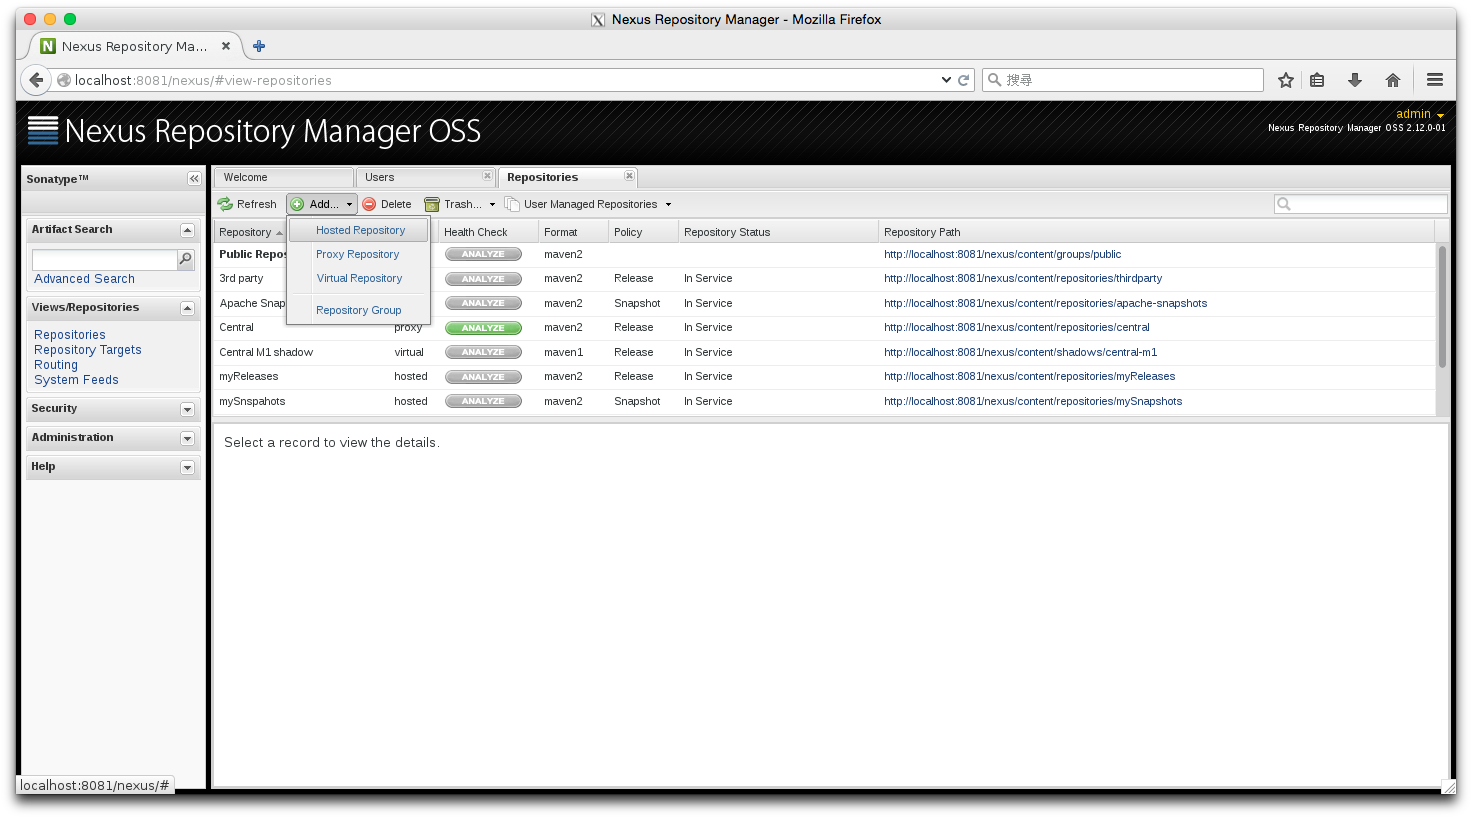 Nexus Repository Manager - Mozilla Firefox
Nexus Repository Ma...
localhost:8081/nexus/#view-repositories
搜尋
Nexus Repository Manager OSS
admin
Nexus Repository Manager OSS 2.12.0-01
Sonatype™
Welcome
Users
Repositories
Refresh
Add...
Delete
Trash...
User Managed Repositories
Artifact Search
Advanced Search
Views/Repositories
Repositories
Repository Targets
Routing
System Feeds
Security
Administration
Help
Hosted Repository
Proxy Repository
Virtual Repository
Repository Group
Repository Health Check Format Policy Repository Status Repository Path
Public Repos ANALYZE maven2 http://localhost:8081/nexus/content/groups/public
3rd party ANALYZE maven2 Release In Service http://localhost:8081/nexus/content/repositories/thirdparty
Apache Snap ANALYZE maven2 Snapshot In Service http://localhost:8081/nexus/content/repositories/apache-snapshots
Central proxy ANALYZE maven2 Release In Service http://localhost:8081/nexus/content/repositories/central
Central M1 shadow virtual ANALYZE maven1 Release In Service http://localhost:8081/nexus/content/shadows/central-m1
myReleases hosted ANALYZE maven2 Release In Service http://localhost:8081/nexus/content/repositories/myReleases
mySnspahots hosted ANALYZE maven2 Snapshot In Service http://localhost:8081/nexus/content/repositories/mySnapshots
Select a record to view the details.
localhost:8081/nexus/#